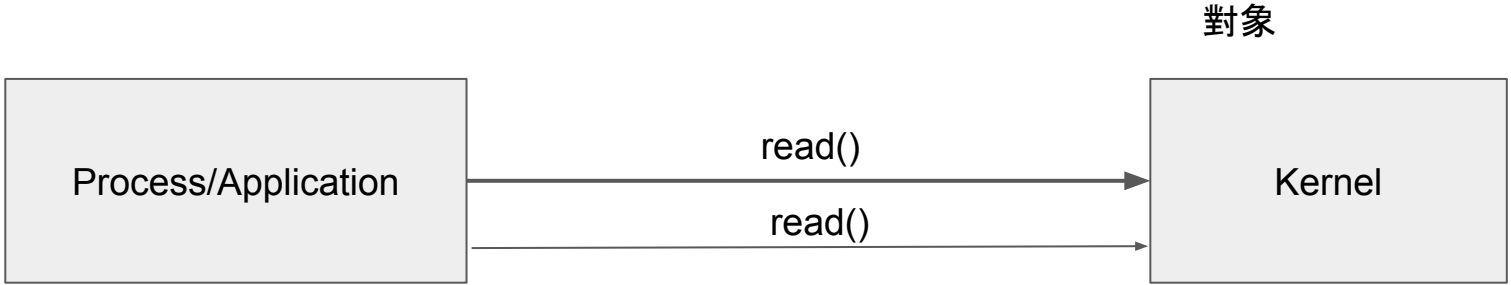 對象
Process/Application
read()
read()
Kernel